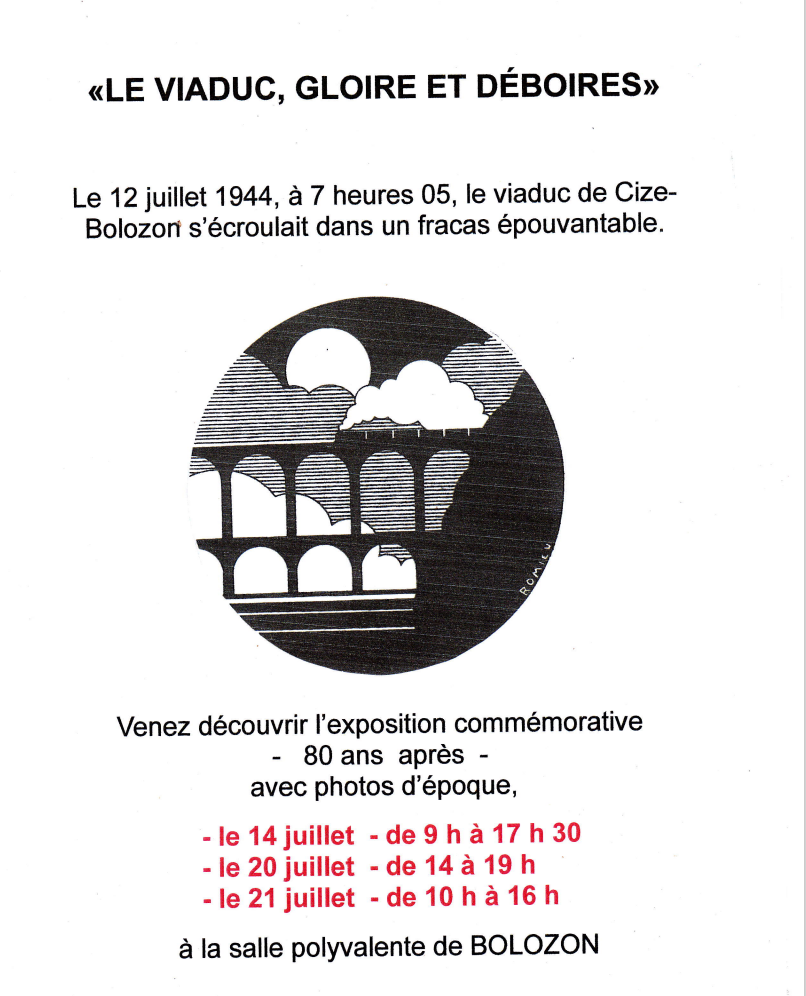 «LE VIADUC, GLOIRE ET DÉBOIRES»
Le 12 juillet 1944, à 7 heures 05, le viaduc de Cize-
Bolozon s'écroulait dans un fracas épouvantable.
ROMIEU
Venez découvrir l'exposition commémorative
- 80 ans après -
avec photos d'époque,
- le 14 juillet - de 9 h à 17 h 30
- le 20 juillet - de 14 à 19 h
- le 21 juillet - de 10 h à 16 h
à la salle polyvalente de BOLOZON